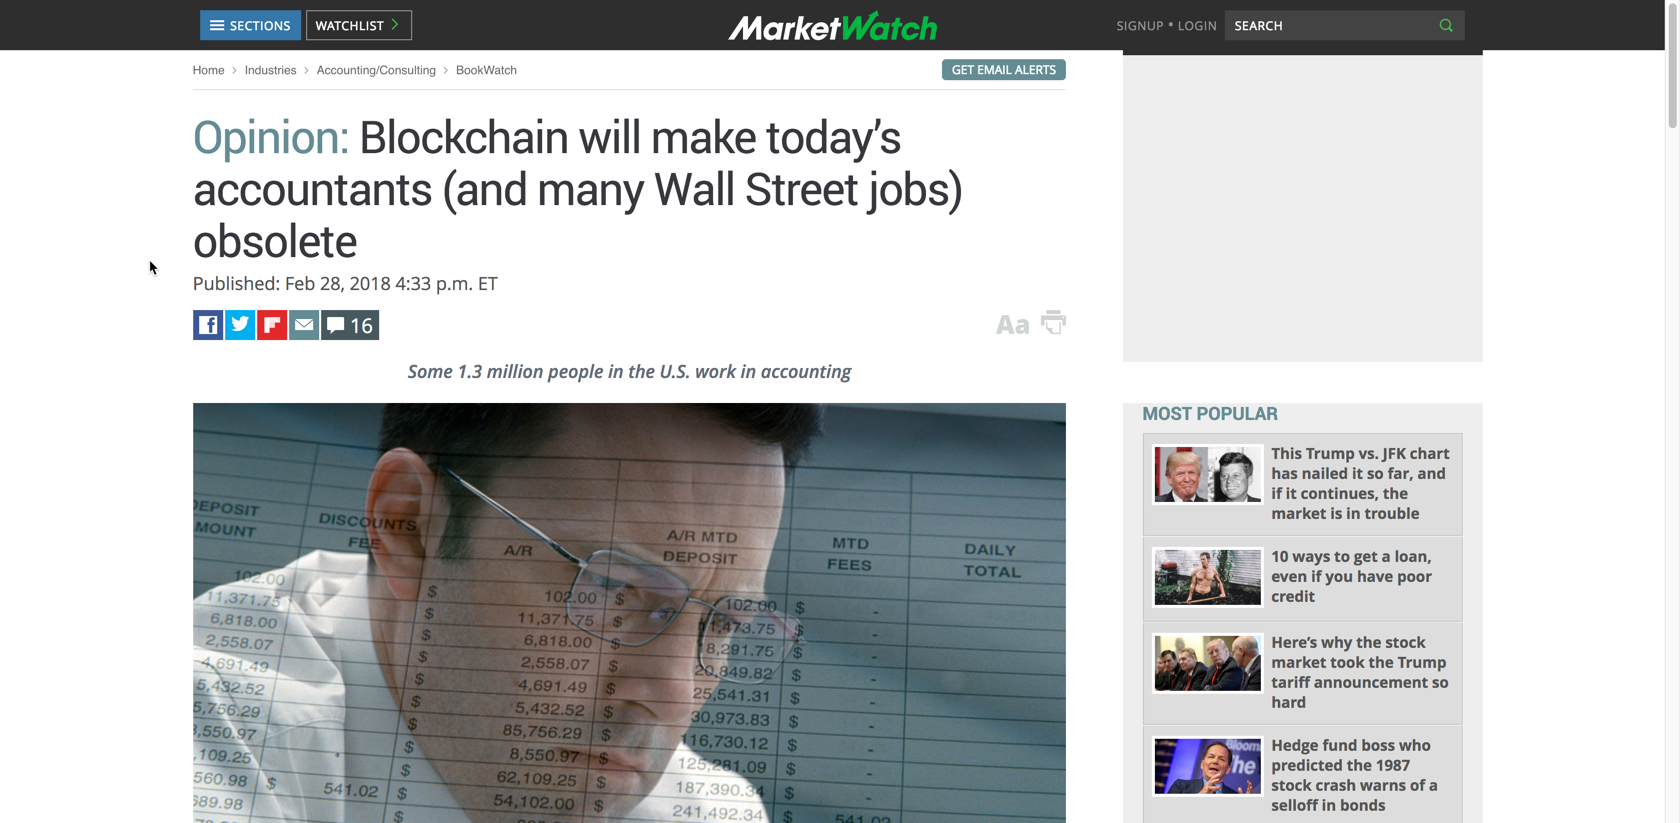 SECTIONS
WATCHLIST
MarketWatch
SIGNUP • LOGIN
SEARCH
Home > Industries > Accounting/Consulting > BookWatch
GET EMAIL ALERTS
Opinion: Blockchain will make today’s
accountants (and many Wall Street jobs)
obsolete
Published: Feb 28, 2018 4:33 p.m. ET
16
Aa
Some 1.3 million people in the U.S. work in accounting
DEPOSIT
MOUNT
DISCOUNTS
FEE
A/R
A/R MTD
DEPOSIT
MTD
FEES
DAILY
TOTAL
102.00 102.00 $ 102.00 $ -
11,371.75 $ 11,371.75 $ 11,473.75 $ -
6,818.00 $ 6,818.00 $ 18,291.75 $ -
2,558.07 $ 2,558.07 $ 20,849.82 $ -
4,691.49 $ 4,691.49 $ 25,541.31 $ -
5,432.52 $ 5,432.52 $ 30,973.83 $ -
5,756.29 $ 85,756.29 $ 116,730.12 $ -
,550.97 $ 8,550.97 $ 125,281.09 $ -
109.25 $ 62,109.25 $ 187,390.34 $ -
560.98 $ 541.02 $ 54,102.00 $ 241,492.34 $ 541.02
689.98
MOST POPULAR
This Trump vs. JFK chart
has nailed it so far, and
if it continues, the
market is in trouble
10 ways to get a loan,
even if you have poor
credit
Here’s why the stock
market took the Trump
tariff announcement so
hard
Hedge fund boss who
predicted the 1987
stock crash warns of a
selloff in bonds